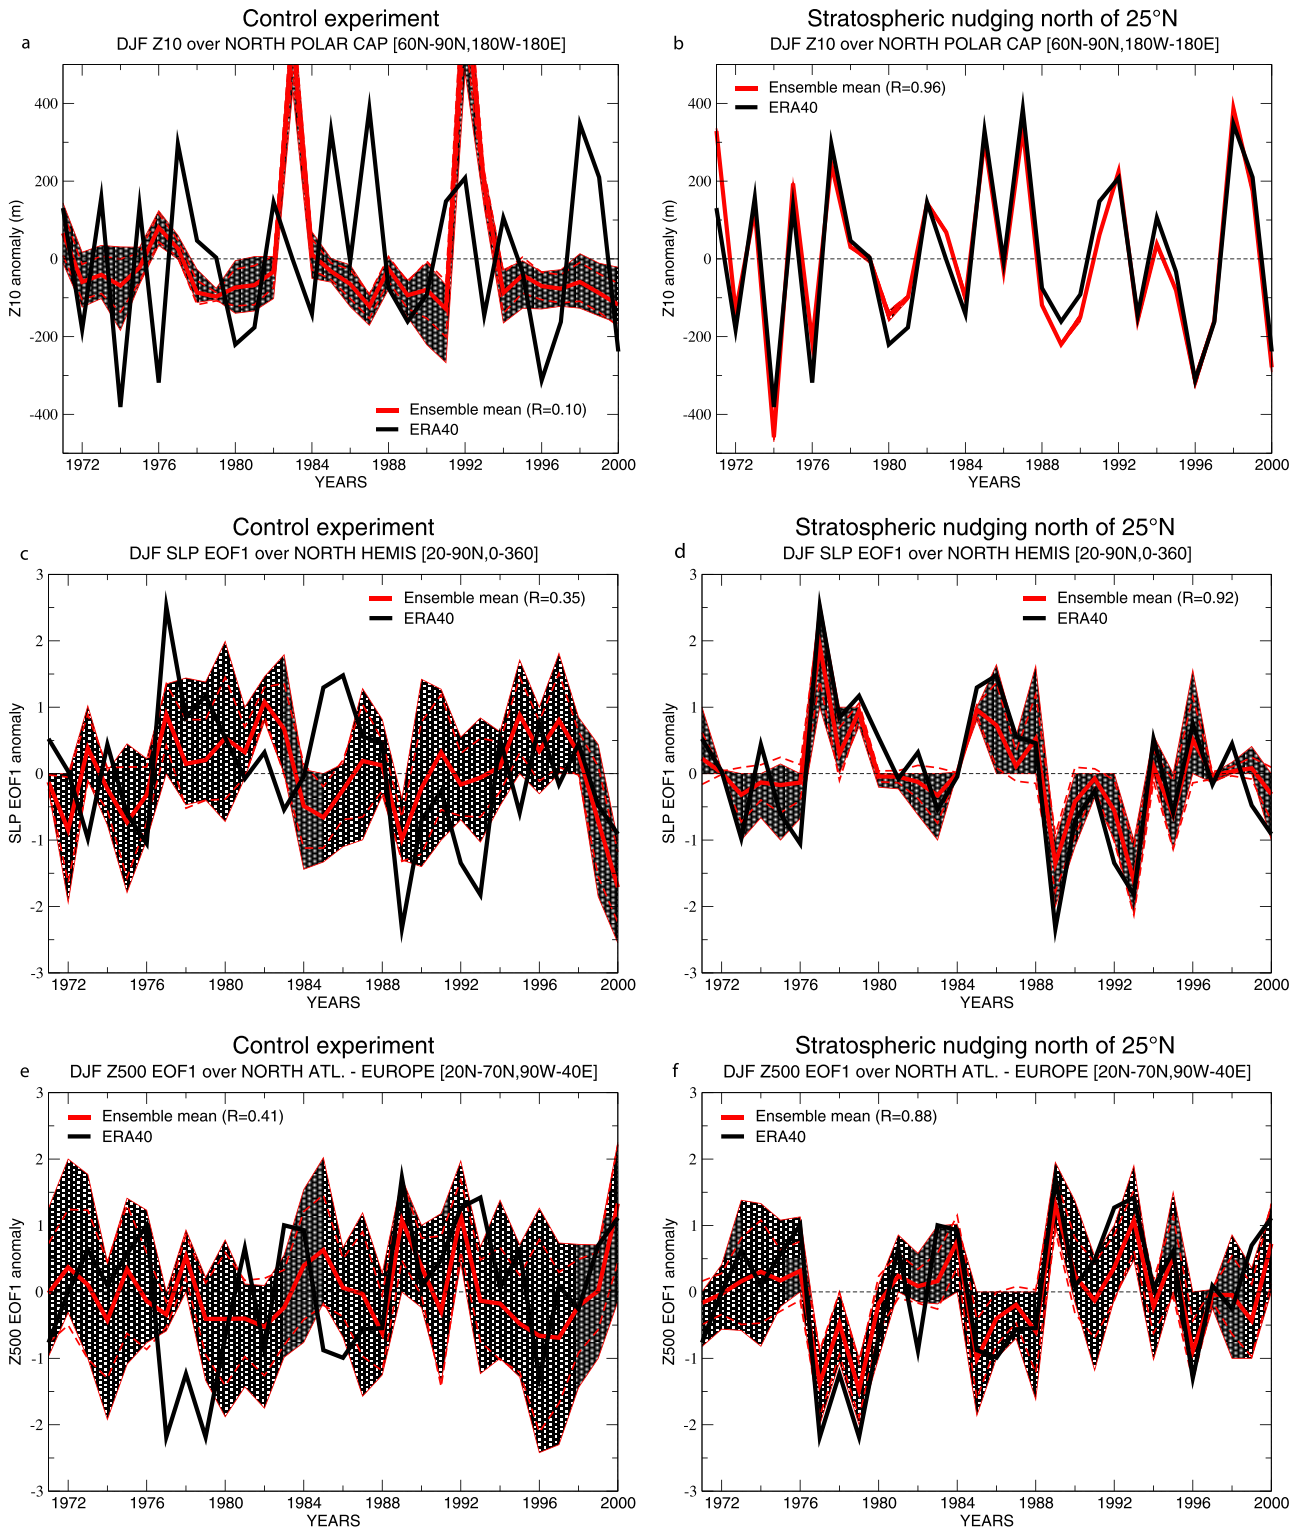 Control experiment
a
DJF Z10 over NORTH POLAR CAP [60N-90N,180W-180E]
Z10 anomaly (m)
400
200
0
-200
-400
Ensemble mean (R=0.10)
ERA40
1972 1976 1980 1984 1988 1992 1996 2000
YEARS
Stratospheric nudging north of 25°N
b
DJF Z10 over NORTH POLAR CAP [60N-90N,180W-180E]
Ensemble mean (R=0.96)
ERA40
Z10 anomaly (m)
400
200
0
-200
-400
1972 1976 1980 1984 1988 1992 1996 2000
YEARS
Control experiment
c
DJF SLP EOF1 over NORTH HEMIS [20-90N,0-360]
Ensemble mean (R=0.35)
ERA40
SLP EOF1 anomaly
3
2
1
0
-1
-2
-3
1972 1976 1980 1984 1988 1992 1996 2000
YEARS
Stratospheric nudging north of 25°N
d
DJF SLP EOF1 over NORTH HEMIS [20-90N,0-360]
Ensemble mean (R=0.92)
ERA40
SLP EOF1 anomaly
3
2
1
0
-1
-2
-3
1972 1976 1980 1984 1988 1992 1996 2000
YEARS
Control experiment
e
DJF Z500 EOF1 over NORTH ATL. - EUROPE [20N-70N,90W-40E]
Ensemble mean (R=0.41)
ERA40
Z500 EOF1 anomaly
3
2
1
0
-1
-2
-3
1972 1976 1980 1984 1988 1992 1996 2000
YEARS
Stratospheric nudging north of 25°N
f
DJF Z500 EOF1 over NORTH ATL. - EUROPE [20N-70N,90W-40E]
Ensemble mean (R=0.88)
ERA40
Z500 EOF1 anomaly
3
2
1
0
-1
-2
-3
1972 1976 1980 1984 1988 1992 1996 2000
YEARS